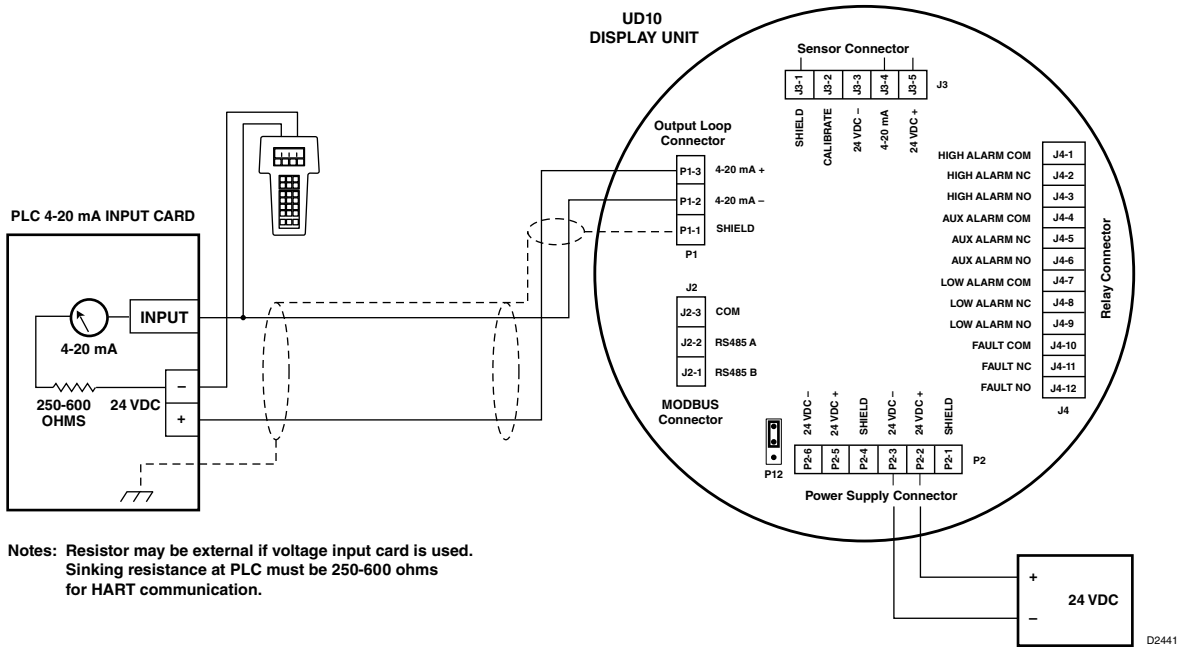 UD10
DISPLAY UNIT
Sensor Connector
J3-1
J3-2
J3-3
J3-4
J3-5
J3
SHIELD
CALIBRATE
24 VDC –
4-20 mA
24 VDC +
Output Loop
Connector
P1-3
4-20 mA +
P1-2
4-20 mA –
P1-1
SHIELD
P1
HIGH ALARM COM
J4-1
HIGH ALARM NC
J4-2
HIGH ALARM NO
J4-3
AUX ALARM COM
J4-4
AUX ALARM NC
J4-5
AUX ALARM NO
J4-6
LOW ALARM COM
J4-7
LOW ALARM NC
J4-8
LOW ALARM NO
J4-9
FAULT COM
J4-10
FAULT NC
J4-11
FAULT NO
J4-12
J4
Relay Connector
J2
J2-3
COM
J2-2
RS485 A
J2-1
RS485 B
MODBUS
Connector
PLC 4-20 mA INPUT CARD
INPUT
4-20 mA
250-600
OHMS
24 VDC
–
+
24 VDC –
24 VDC +
SHIELD
24 VDC –
24 VDC +
SHIELD
P12
P2-6
P2-5
P2-4
P2-3
P2-2
P2-1
P2
Power Supply Connector
+
24 VDC
–
Notes: Resistor may be external if voltage input card is used.
Sinking resistance at PLC must be 250-600 ohms
for HART communication.
D2441